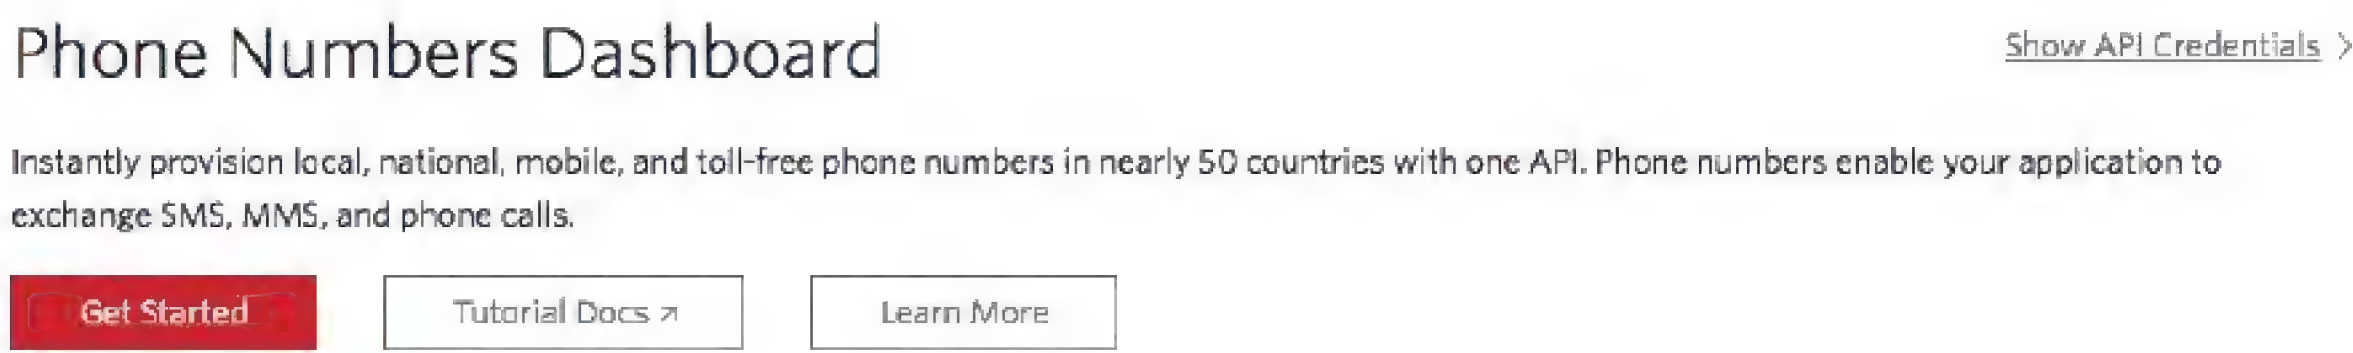 Phone Numbers Dashboard
Show API Credentials >
Instantly provision local, national, mobile, and toll-free phone numbers in nearly 50 countries with one API. Phone numbers enable your application to
exchange SMS, MMS, and phone calls.
Get Started
Tutorial Docs ↗
Learn More